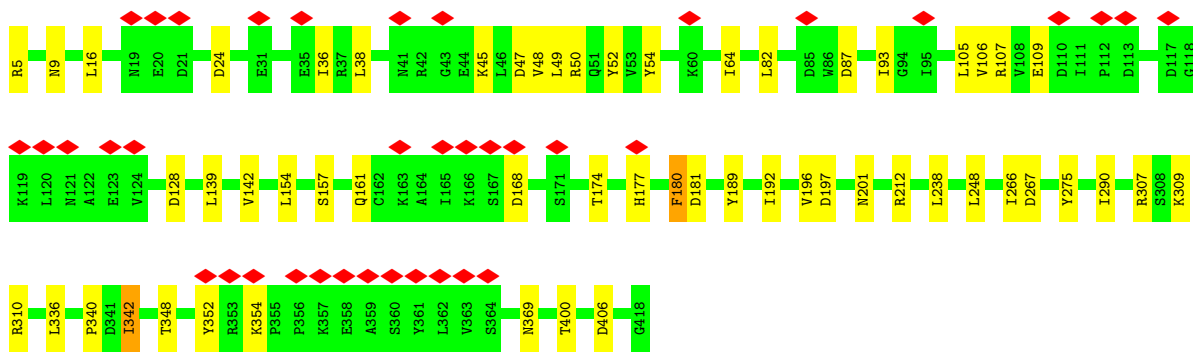 R5 N9 L16 N19 E20 D21 D24 E31 E35 I36 R37 L38 N41 R42 G43 E44 K45 L46 D47 V48 L49 R50 Q51 Y52 V53 Y54 K60 I64 L82 D85 W86 D87 I93 G94 I95 L105 V106 R107 V108 E109 D110 I111 P112 D113 D117 G118
K119 L120 N121 A122 E123 V124 D128 L139 V142 L154 S157 Q161 C162 K163 A164 I165 K166 S167 D168 S171 T174 H177 F180 D181 Y189 I192 V196 D197 N201 R212 L238 L248 I266 D267 Y275 I290 R307 S308 K309
R310 L336 P340 D341 I342 T348 Y352 R353 K354 P355 P356 K357 E358 A359 S360 Y361 L362 V363 S364 N369 T400 D406 G418